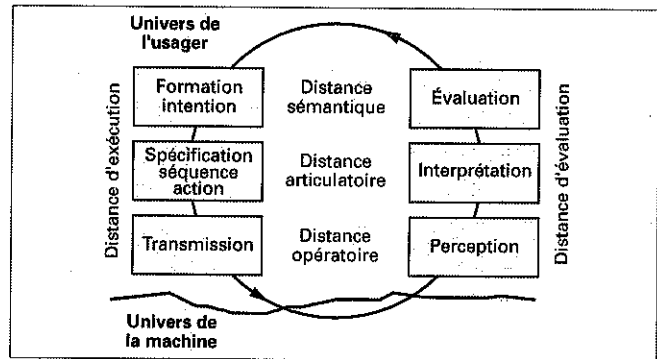 Univers de
l'usager
Formation
intention
Distance
sémantique
Évaluation
Distance d'exécution
Spécification
séquence
action
Distance
articulatoire
Interprétation
Distance d'évaluation
Transmission
Distance
opératoire
Perception
Univers de
la machine